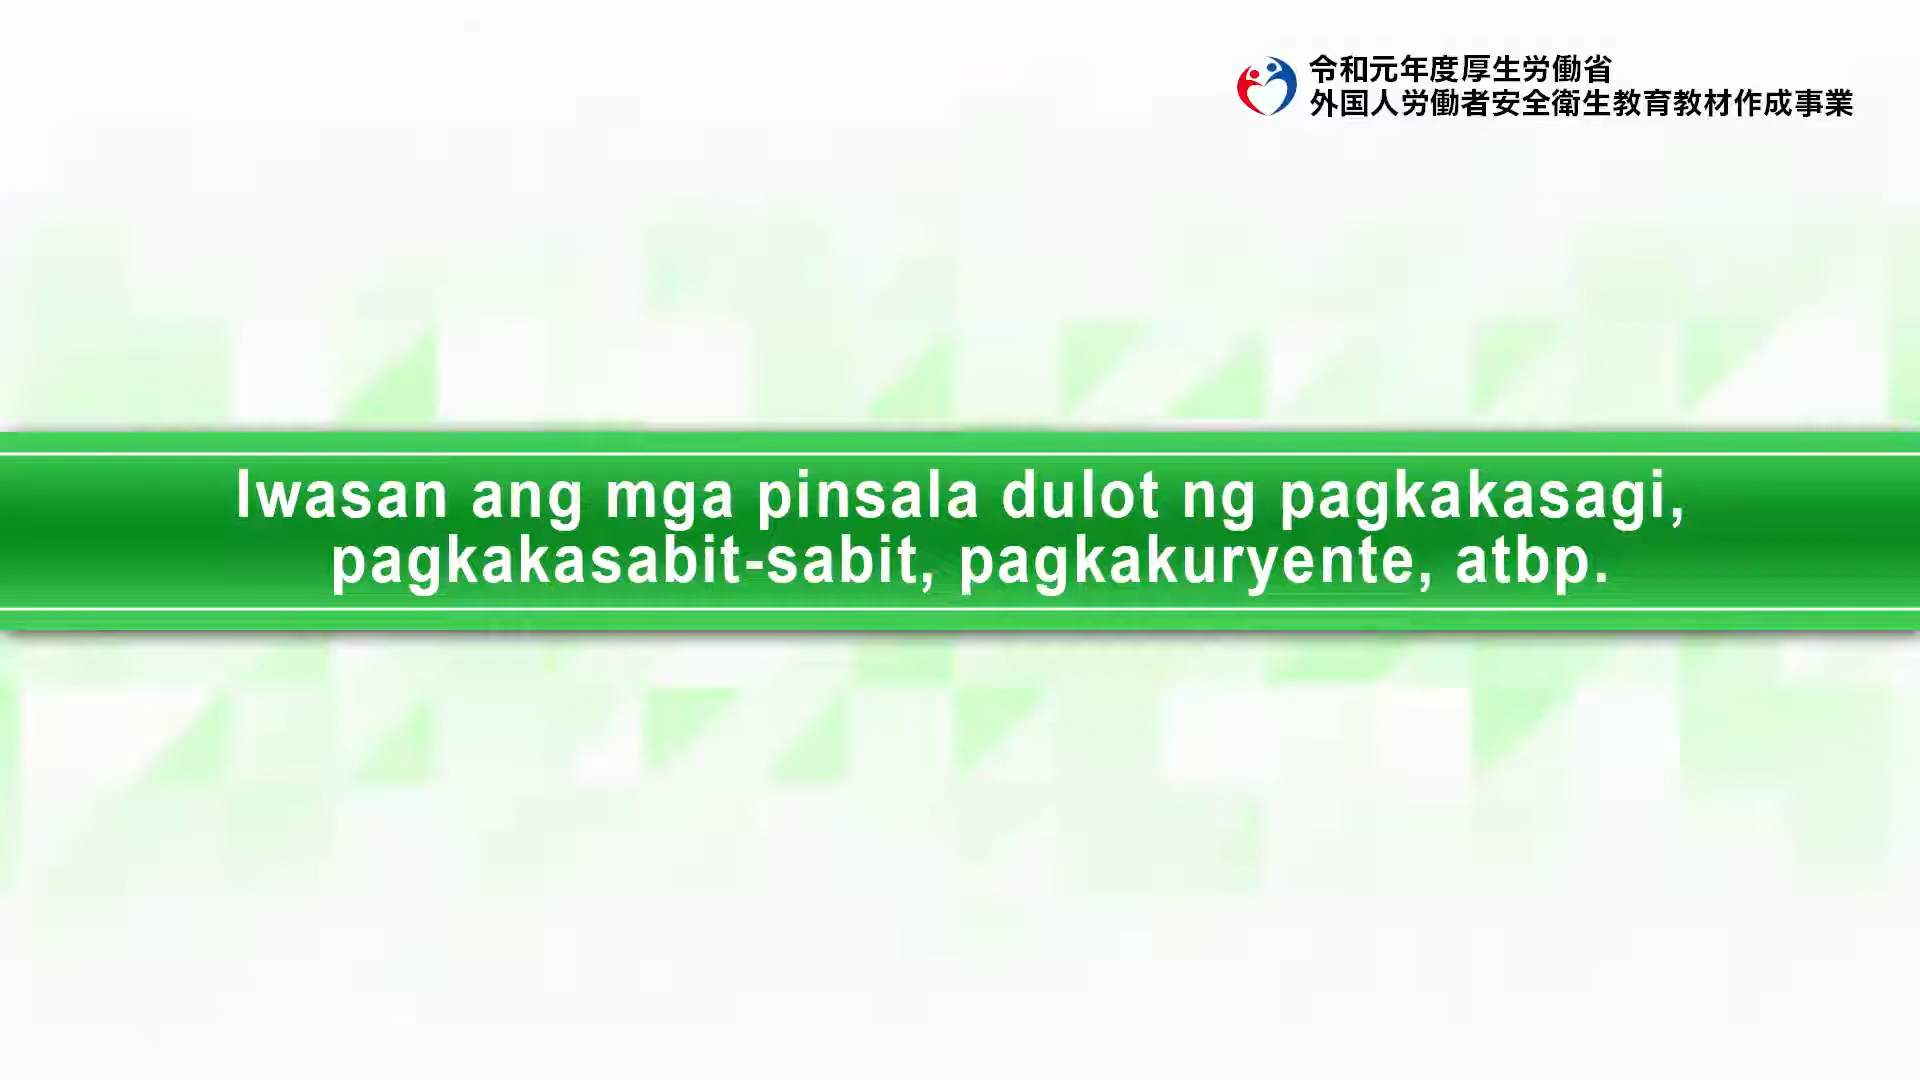 令和元年度厚生労働省
外国人労働者安全衛生教育教材作成事業
Iwasan ang mga pinsala dulot ng pagkakasagi,
pagkakasabit-sabit, pagkakuryente, atbp.